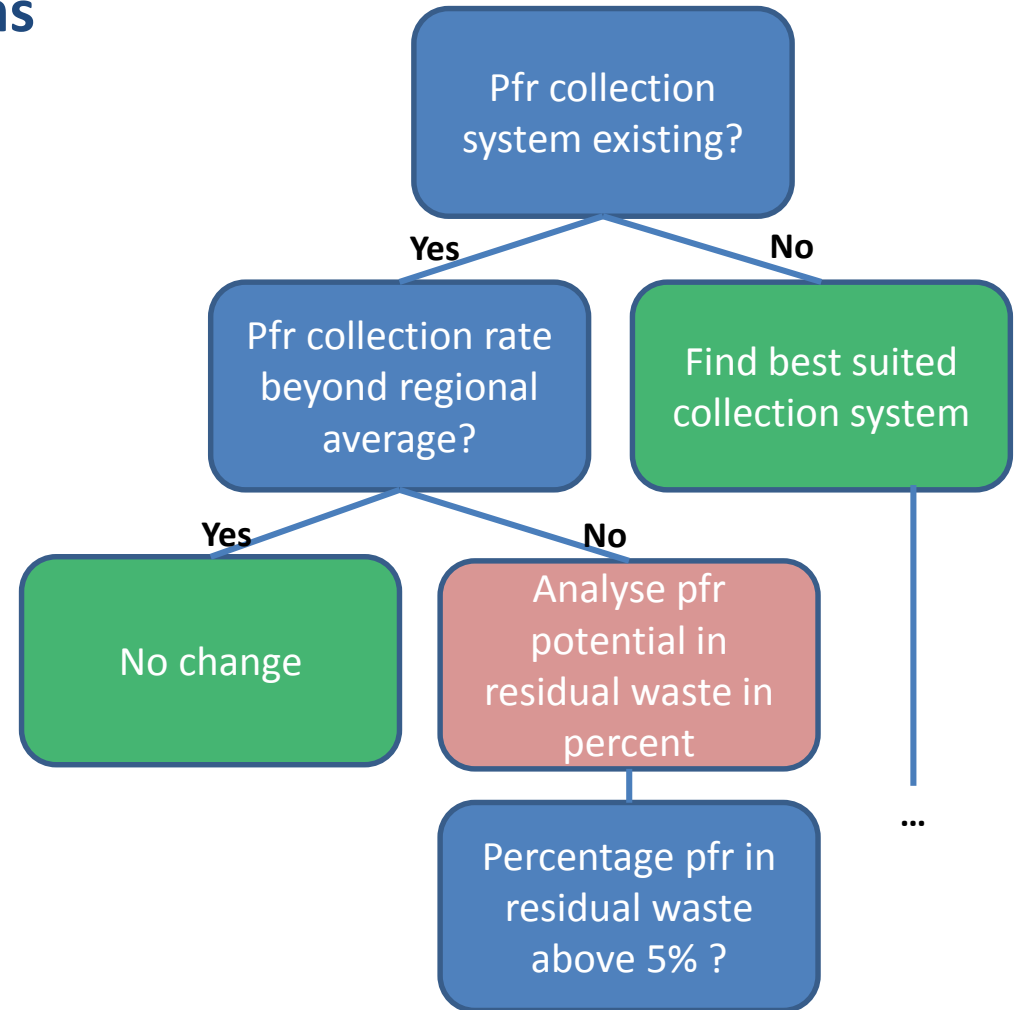 ns
Pfr collection
system existing?
Yes
No
Pfr collection rate
beyond regional
average?
Find best suited
collection system
Yes
No
No change
Analyse pfr
potential in
residual waste in
percent
...
Percentage pfr in
residual waste
above 5% ?